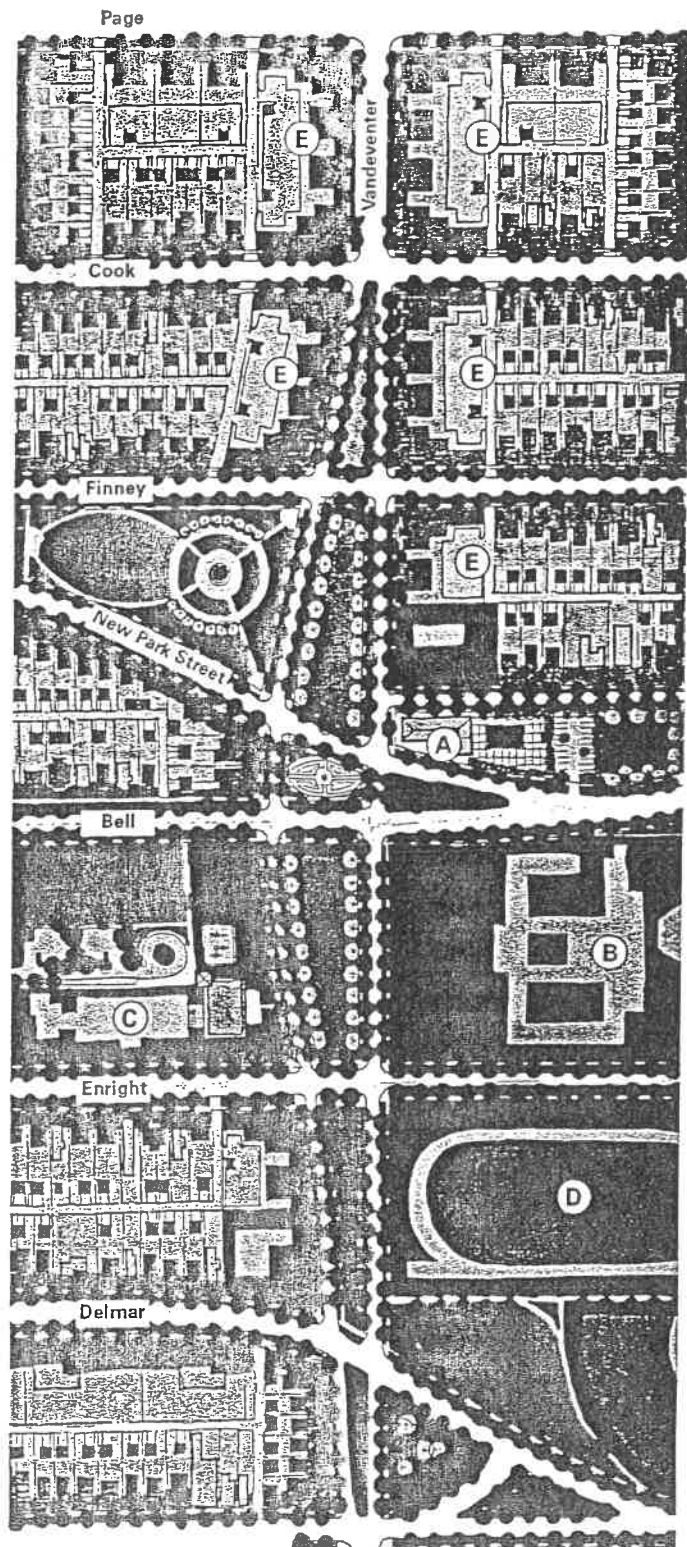 Page
Vandeventer
E
E
Cook
E
E
Finney
E
New Park Street
A
Bell
B
C
Enright
D
Delmar